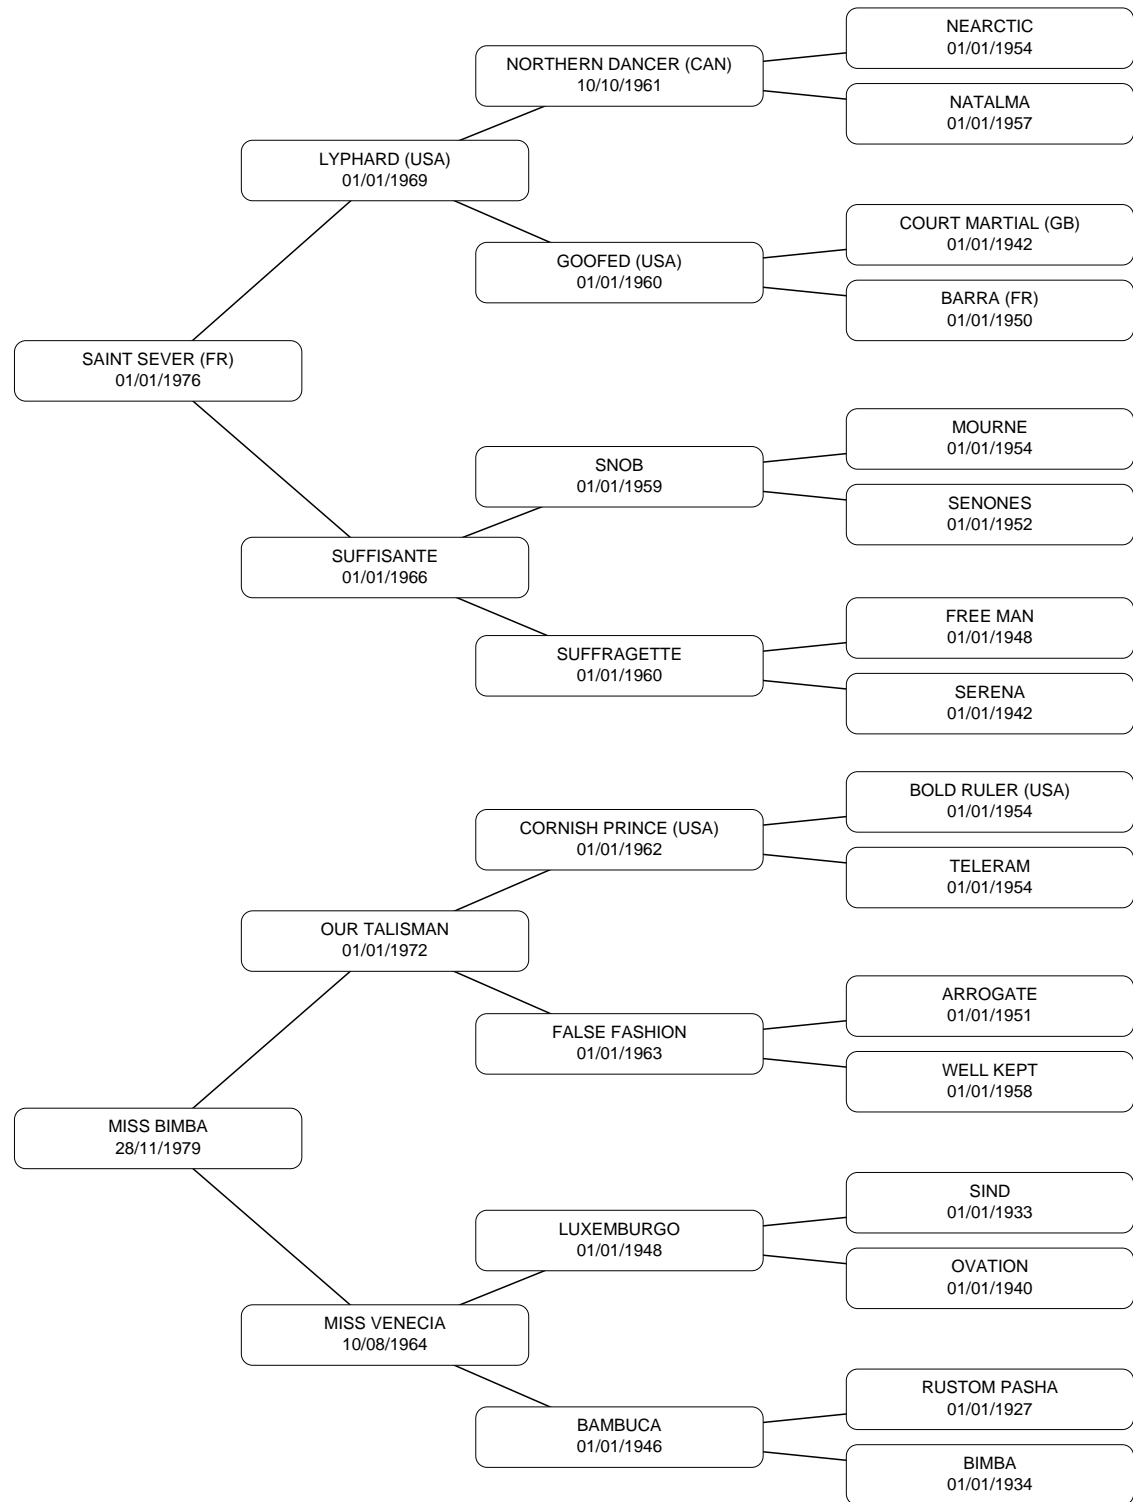 NEARCTIC
01/01/1954
NORTHERN DANCER (CAN)
10/10/1961
NATALMA
01/01/1957
LYPHARD (USA)
01/01/1969
COURT MARTIAL (GB)
01/01/1942
GOOFED (USA)
01/01/1960
BARRA (FR)
01/01/1950
SAINT SEVER (FR)
01/01/1976
MOURNE
01/01/1954
SNOB
01/01/1959
SENONES
01/01/1952
SUFFISANTE
01/01/1966
FREE MAN
01/01/1948
SUFFRAGETTE
01/01/1960
SERENA
01/01/1942
BOLD RULER (USA)
01/01/1954
CORNISH PRINCE (USA)
01/01/1962
TELERAM
01/01/1954
OUR TALISMAN
01/01/1972
ARROGATE
01/01/1951
FALSE FASHION
01/01/1963
WELL KEPT
01/01/1958
MISS BIMBA
28/11/1979
SIND
01/01/1933
LUXEMBURGO
01/01/1948
OVATION
01/01/1940
MISS VENECIA
10/08/1964
RUSTOM PASHA
01/01/1927
BAMBUCA
01/01/1946
BIMBA
01/01/1934